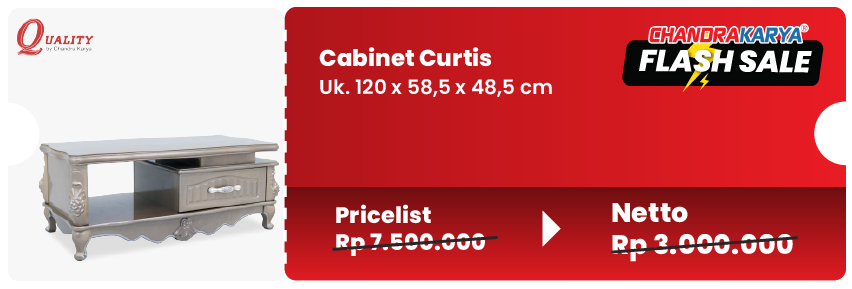 QUALITY
by Chandra Karya
Cabinet Curtis
Uk. 120 x 58,5 x 48,5 cm
CHANDRAKARYA®
FLASH SALE
Pricelist
Rp 7.500.000
Netto
Rp 3.000.000